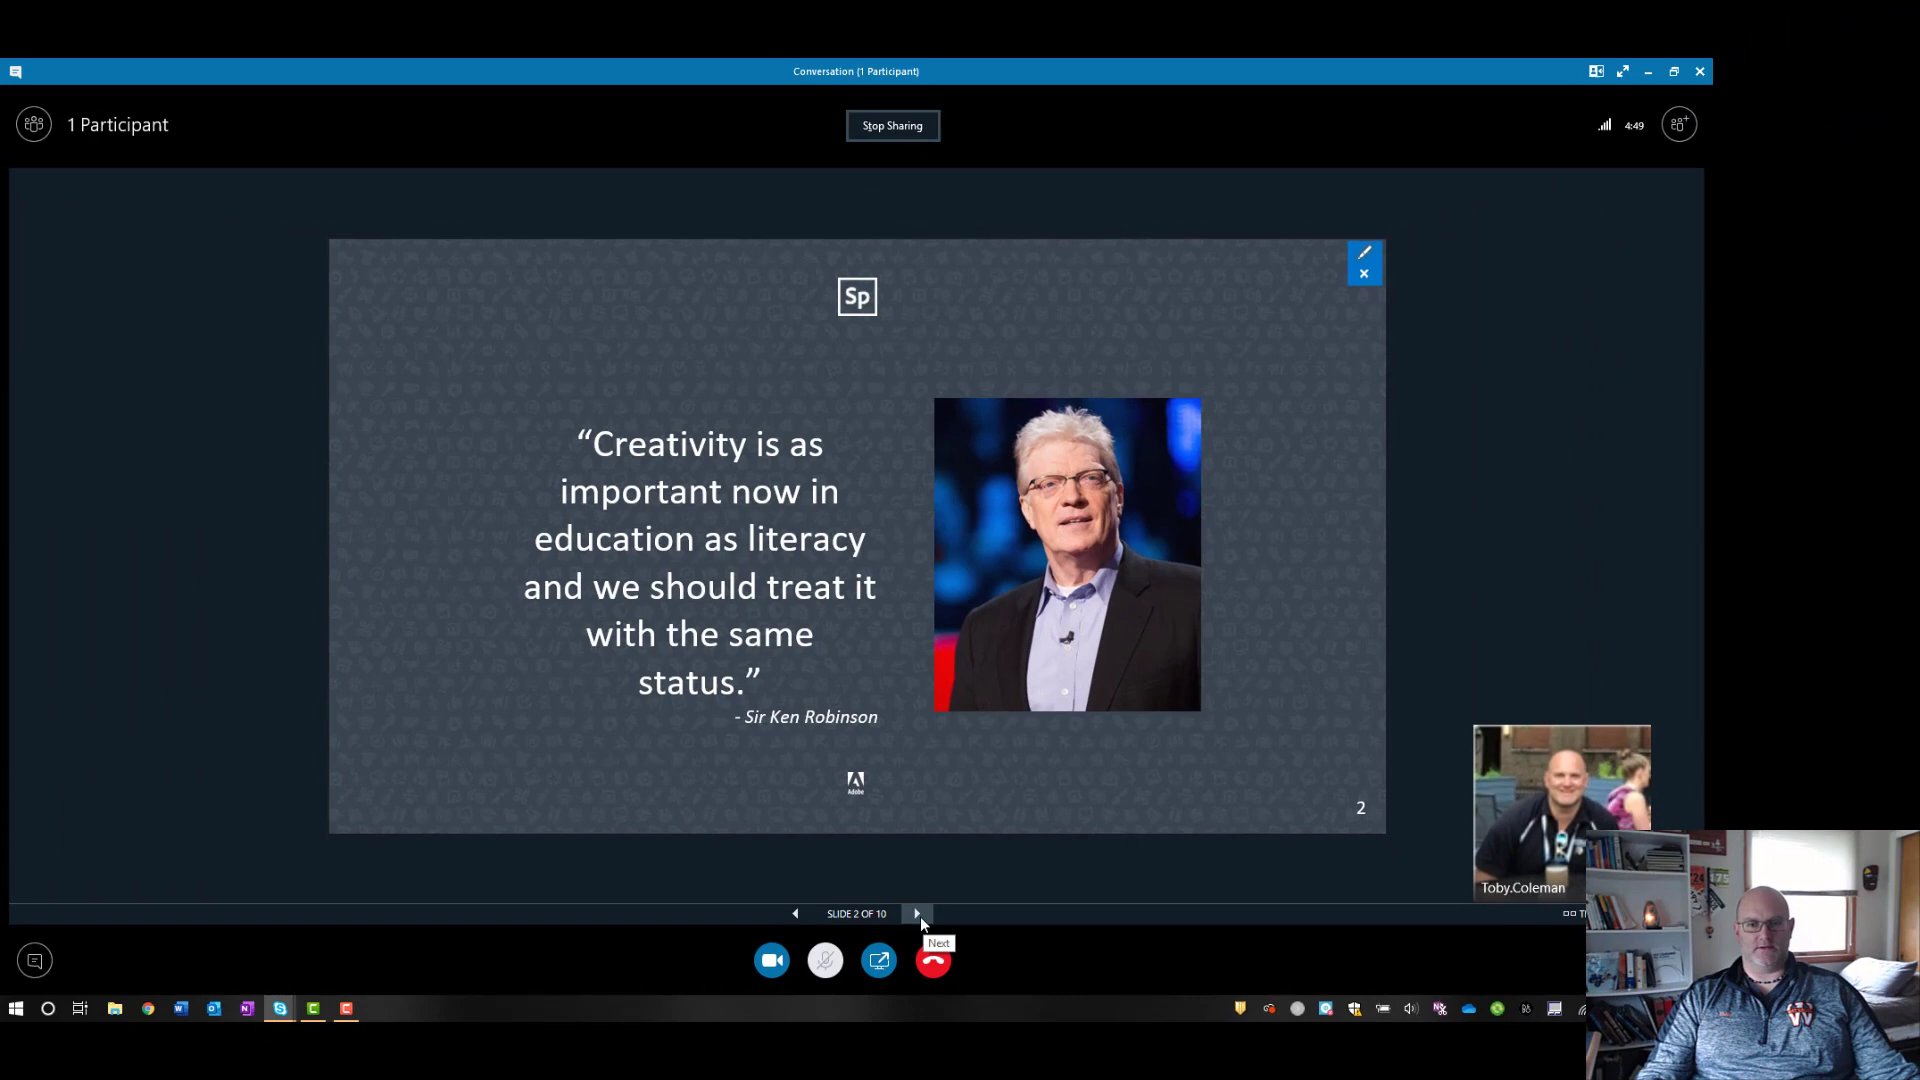 Conversation (1 Participant)
1 Participant
Stop Sharing
4:49
Sp
“Creativity is as
important now in
education as literacy
and we should treat it
with the same
status.”
- Sir Ken Robinson
Adobe
2
Toby.Coleman
SLIDE 2 OF 10
Next